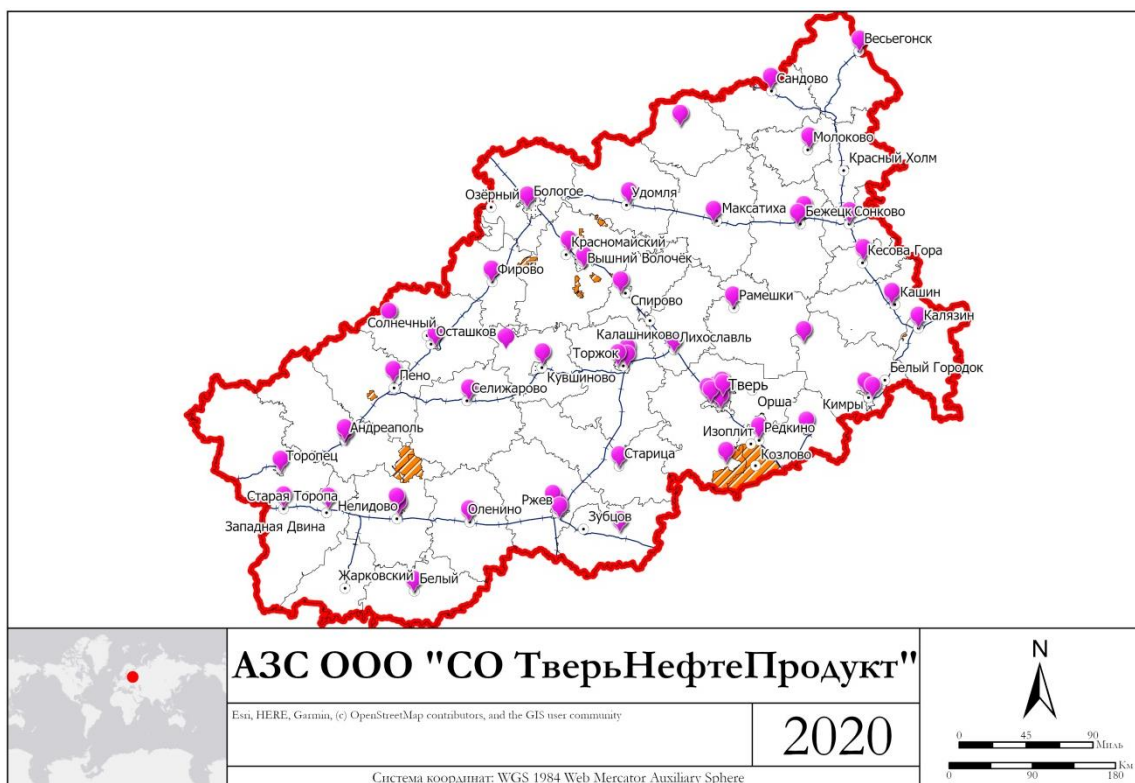 Весьегонск
Сандово
Молоково
Красный Холм
Озёрный
Бологое
Удомля
Максатиха
Бежецк
Сонково
Красномайский
Вышний Волочёк
Кесова Гора
Фирово
Спирово
Рамешки
Кашин
Калязин
Солнечный
Осташков
Калашниково
Лихославль
Торжок
Кувшиново
Белый Городок
Пено
Селижарово
Тверь
Орша
Кимры
Андреаполь
Изоплит
Редкино
Торопец
Старица
Козлово
Старая Торопа
Нелидово
Ржев
Оленино
Зубцов
Западная Двина
Жарковский
Белый
АЗС ООО "СО ТверьНефтеПродукт"
Esri, HERE, Garmin, (c) OpenStreetMap contributors, and the GIS user community
2020
Система координат: WGS 1984 Web Mercator Auxiliary Sphere
N
0 45 90
Миль
Км
0 90 180